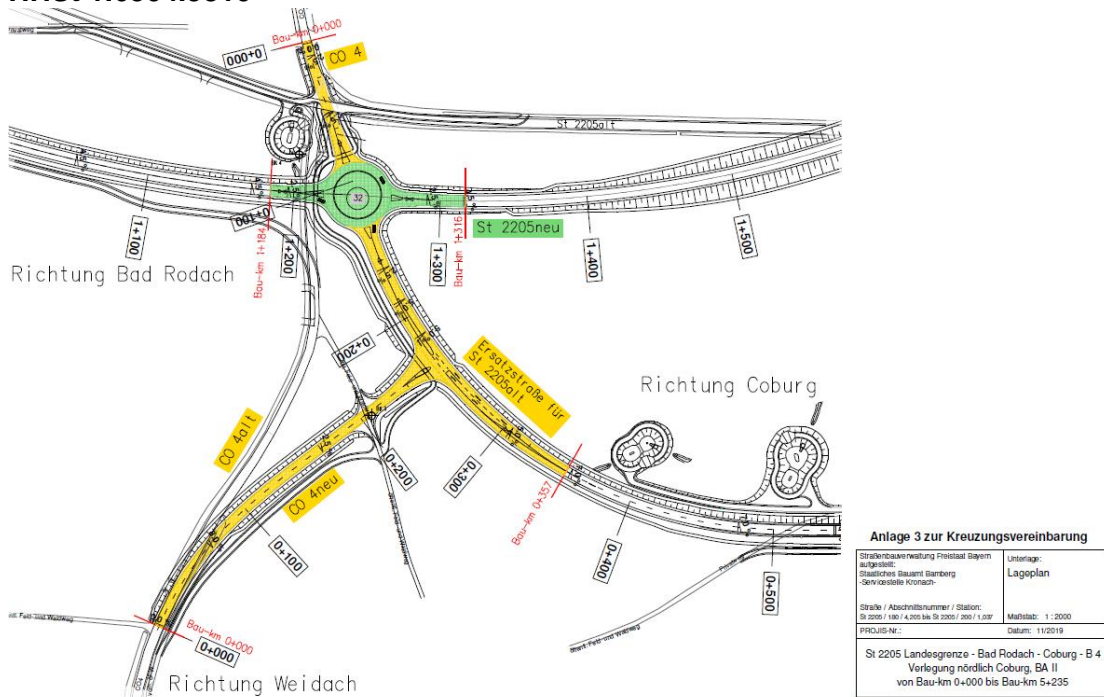 Bau-km 0+000
0+000
CO 4
St 2205alt
1+100
0+100
1+200
Bau-km 1+184
32
1+300
Bau-km 1+316
St 2205neu
1+400
1+500
Richtung Bad Rodach
0+200
Ersatzstraße für
St 2205alt
Richtung Coburg
CO 4alt
CO 4neu
0+200
0+300
Bau-km 0+357
0+400
0+500
0+100
Bau-km 0+000
0+000
Richtung Weidach
Anlage 3 zur Kreuzungsvereinbarung
Straßenbauverwaltung Freistaat Bayern
aufgestellt:
Staatliches Bauamt Bamberg
-Servicestelle Kronach-
Unterlage:
Lageplan
Straße / Abschnittsnummer / Station:
St 2205 / 180 / 4,205 bis St 2205 / 200 / 1,037
Maßstab: 1 : 2000
PROJIS-Nr.:
Datum: 11/2019
St 2205 Landesgrenze - Bad Rodach - Coburg - B 4
Verlegung nördlich Coburg, BA II
von Bau-km 0+000 bis Bau-km 5+235